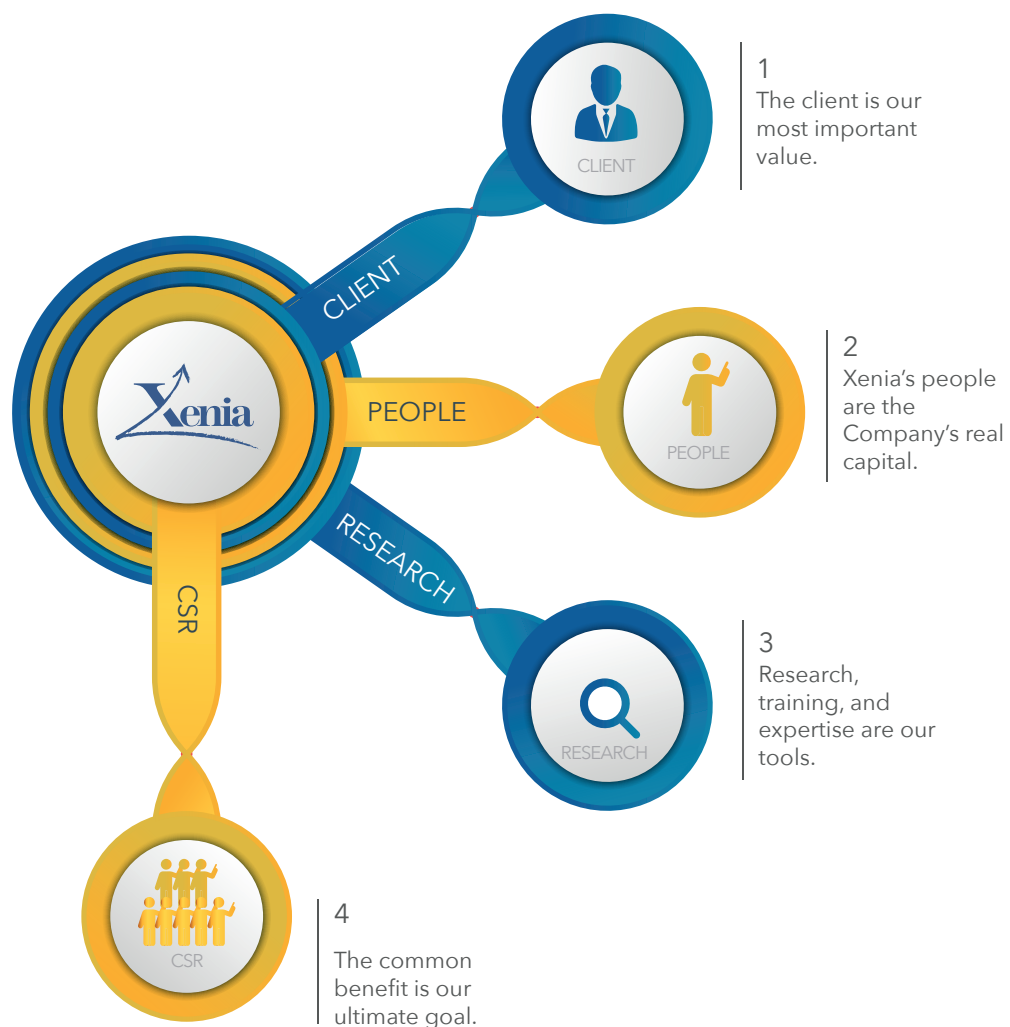 CLIENT
1
The client is our
most important
value.
CLIENT
Xenia
PEOPLE
PEOPLE
2
Xenia's people
are the
Company's real
capital.
RESEARCH
RESEARCH
3
Research,
training, and
expertise are our
tools.
CSR
CSR
4
The common
benefit is our
ultimate goal.